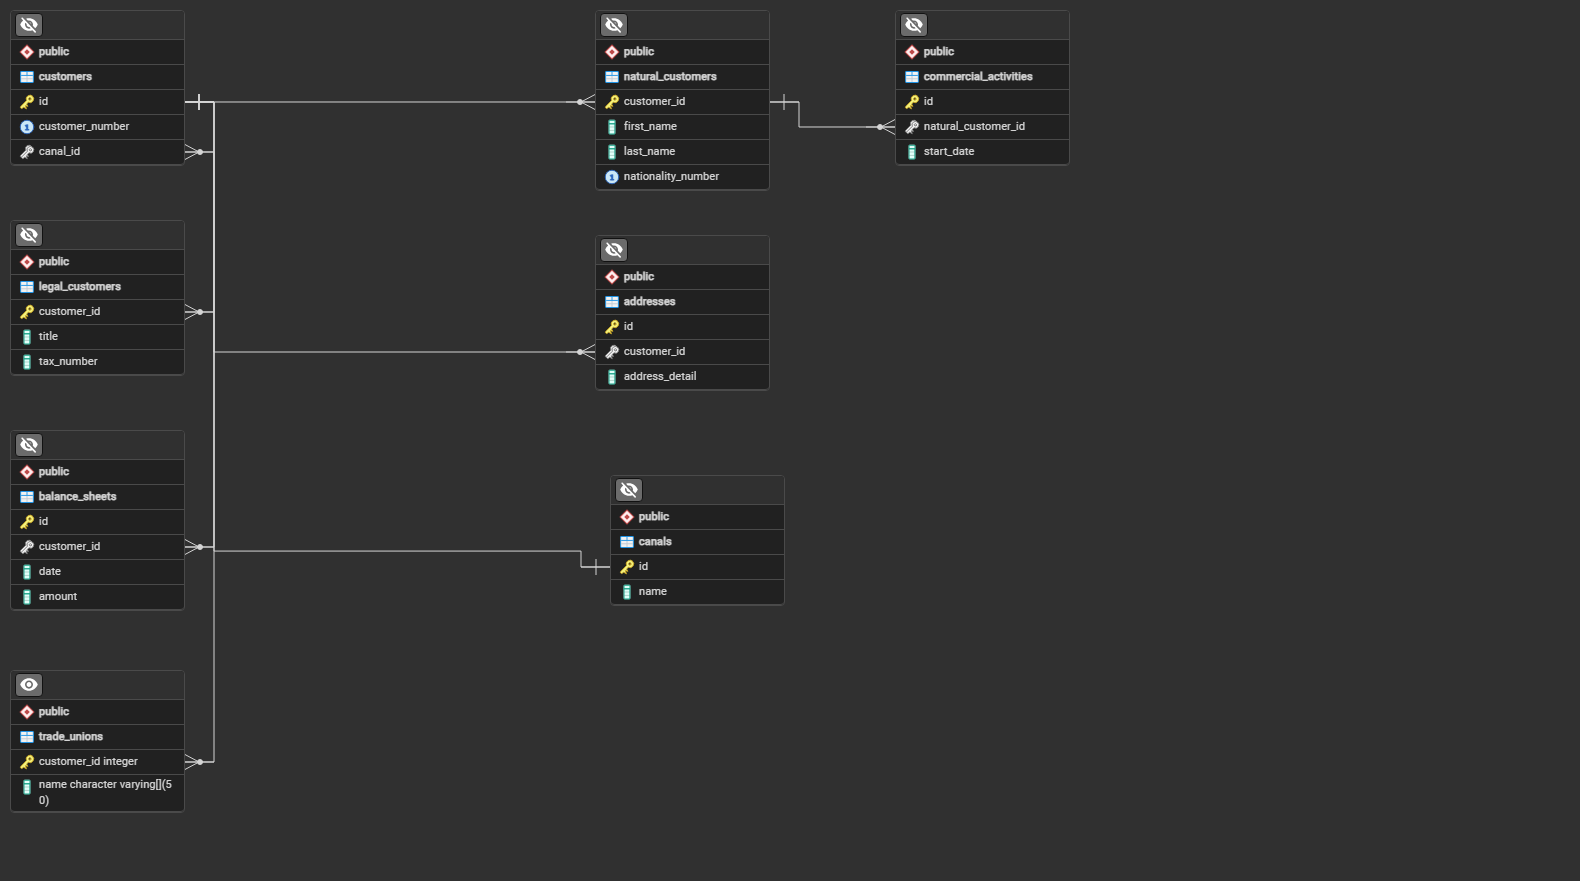 public
customers
id
customer_number
canal_id
public
natural_customers
customer_id
first_name
last_name
nationality_number
public
commercial_activities
id
natural_customer_id
start_date
public
legal_customers
customer_id
title
tax_number
public
addresses
id
customer_id
address_detail
public
balance_sheets
id
customer_id
date
amount
public
canals
id
name
public
trade_unions
customer_id integer
name character varying[](5
0)